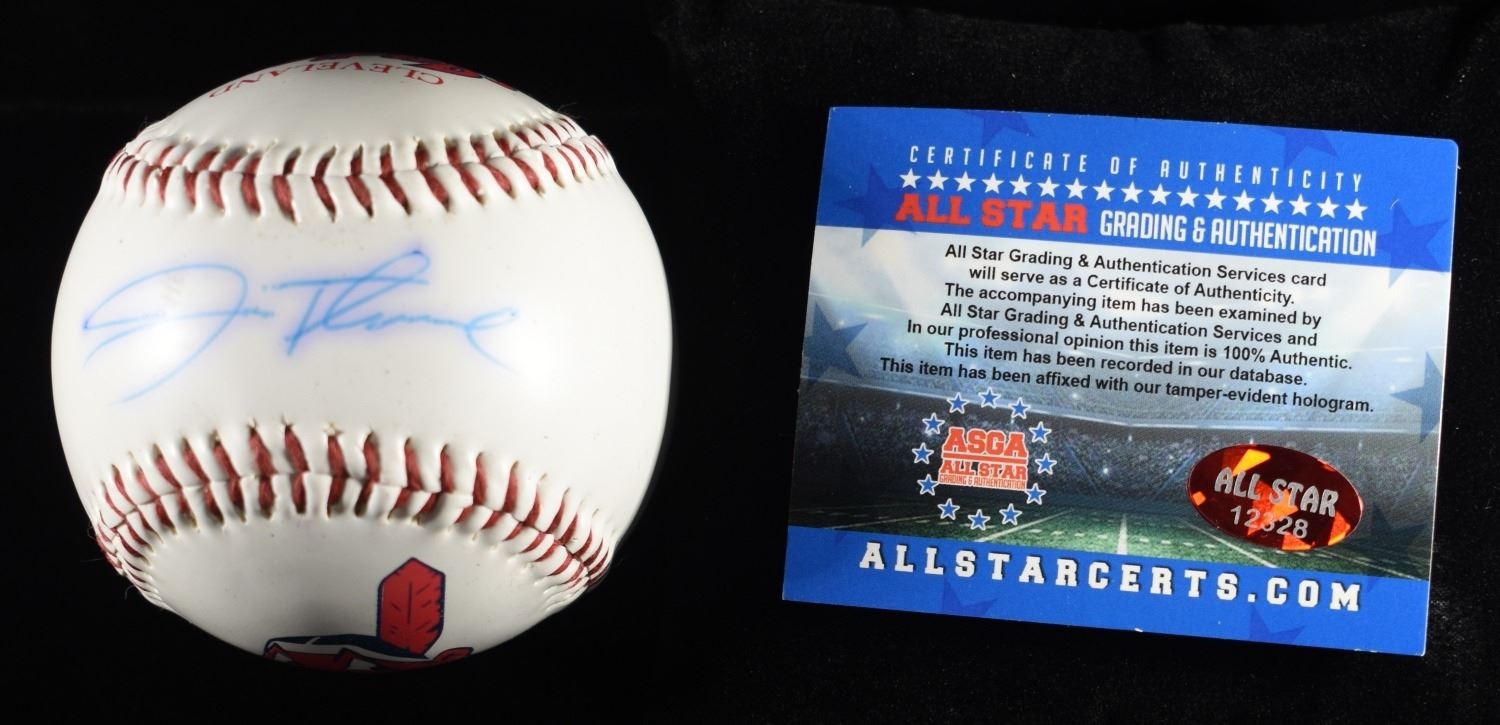 CLEVELAND
Jim Thome
CERTIFICATE OF AUTHENTICITY
ALL STAR GRADING & AUTHENTICATION
All Star Grading & Authentication Services card
will serve as a Certificate of Authenticity.
The accompanying item has been examined by
All Star Grading & Authentication Services and
In our professional opinion this item is 100% Authentic.
This item has been recorded in our database.
This item has been affixed with our tamper-evident hologram.
ASGA
ALL STAR
GRADING & AUTHENTICATION
ALL STAR
12328
ALLSTARCERTS.COM